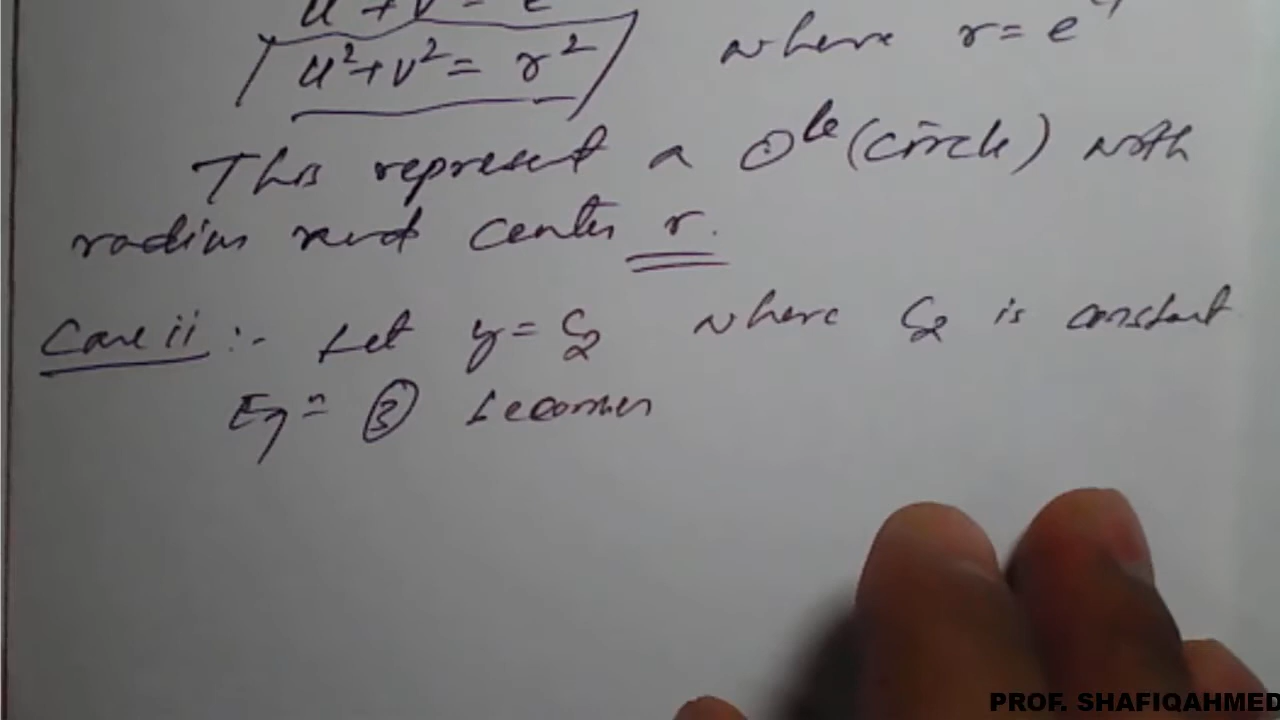 u + v = e
u² + v² = r² where r = e^c₁
This represent a ⊙le (circle) with
radius and center r.
Case ii :- Let y = c₂ where c₂ is constant
Eqⁿ ③ becomes
PROF. SHAFIQAHMED